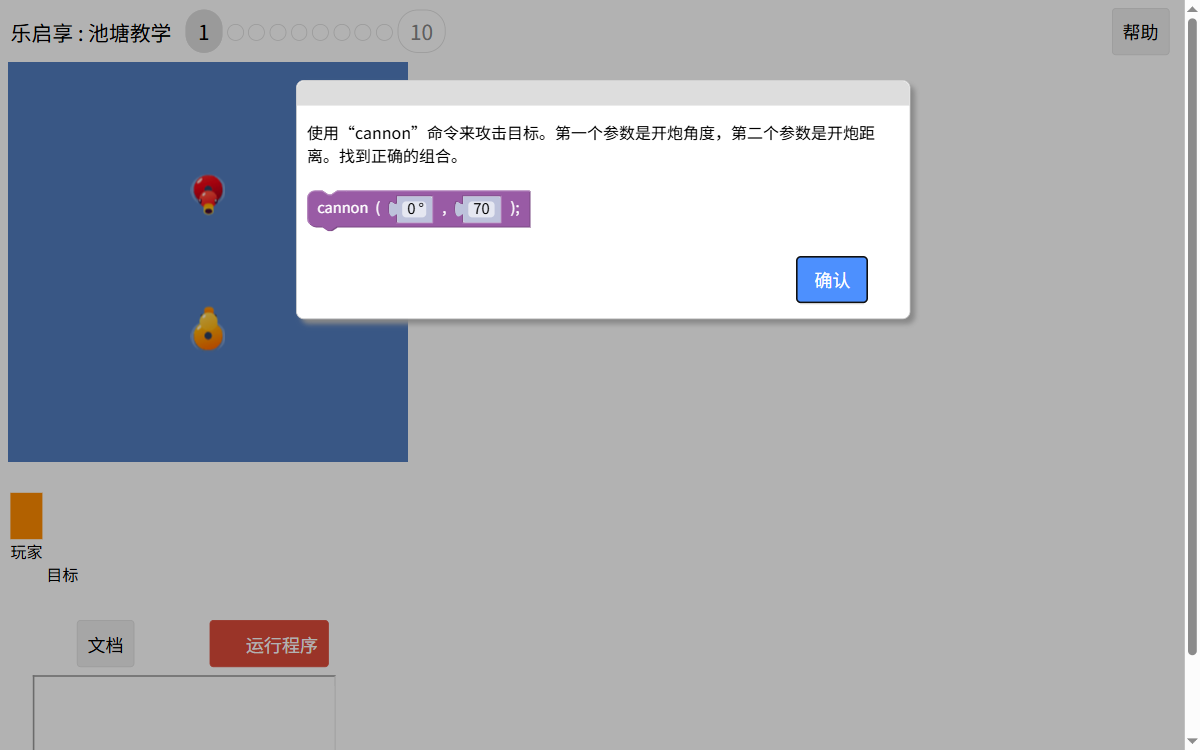 乐启享 : 池塘教学 1 10 帮助
使用“cannon”命令来攻击目标。第一个参数是开炮角度，第二个参数是开炮距
离。找到正确的组合。
cannon ( 0° , 70 );
确认
玩家
目标
文档 运行程序